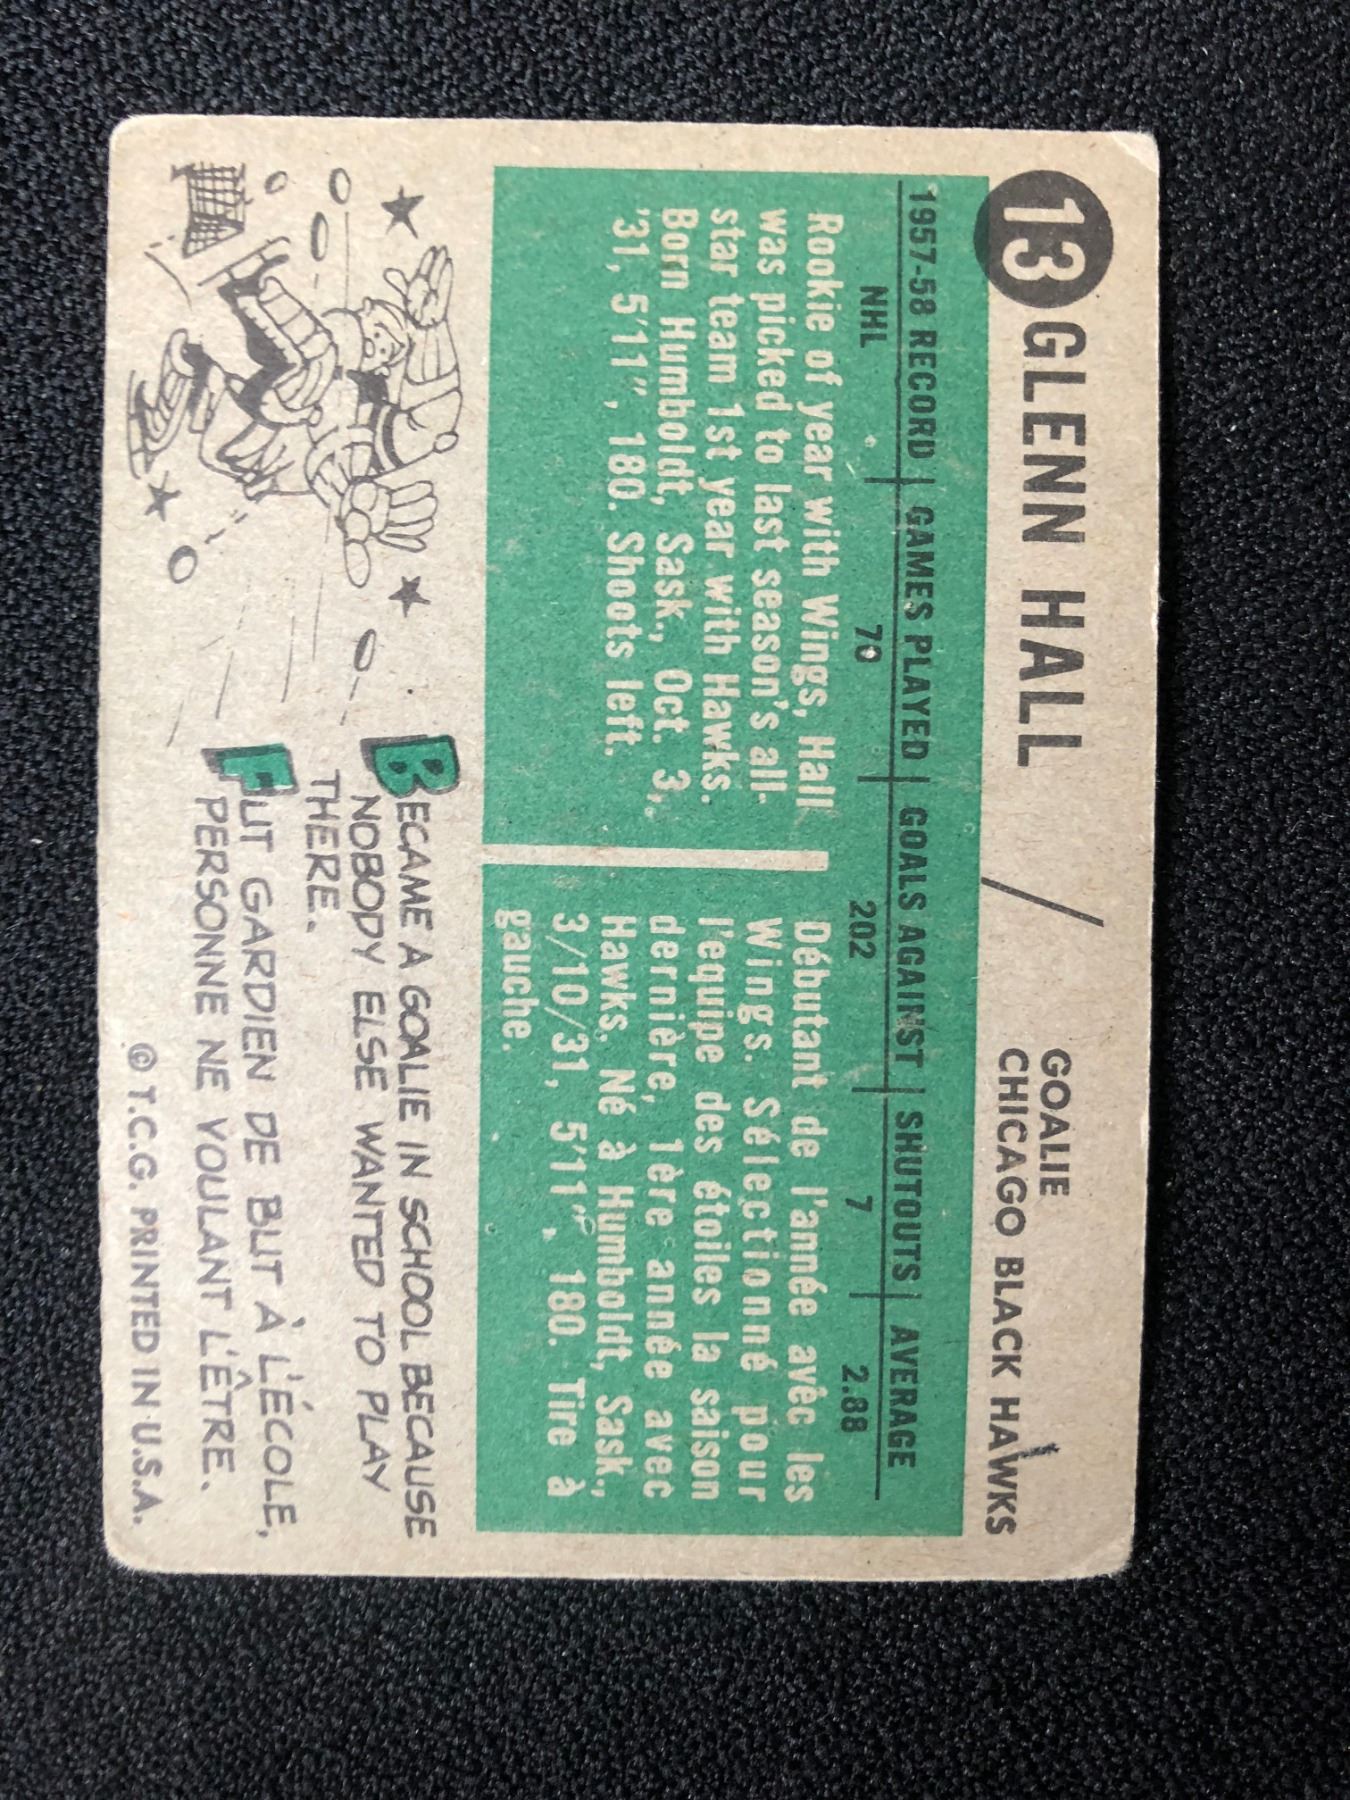 13 GLENN HALL
GOALIE
CHICAGO BLACK HAWKS
1957-58 RECORD | GAMES PLAYED | GOALS AGAINST | SHUTOUTS | AVERAGE
NHL 70 202 7 2.88
Rookie of year with Wings, Hall
was picked to last season's all-
star team 1st year with Hawks.
Born Humboldt, Sask., Oct. 3,
'31, 5'11", 180. Shoots left.
Débutant de l'année avec les
Wings. Sélectionné pour
l'equipe des étoiles la saison
dernière, 1ère année avec
Hawks. Né à Humboldt, Sask.,
3/10/31, 5'11", 180. Tire à
gauche.
BECAME A GOALIE IN SCHOOL BECAUSE
NOBODY ELSE WANTED TO PLAY
THERE.
FUT GARDIEN DE BUT À L'ÉCOLE,
PERSONNE NE VOULANT L'ÊTRE.
© T.C.G. PRINTED IN U.S.A.